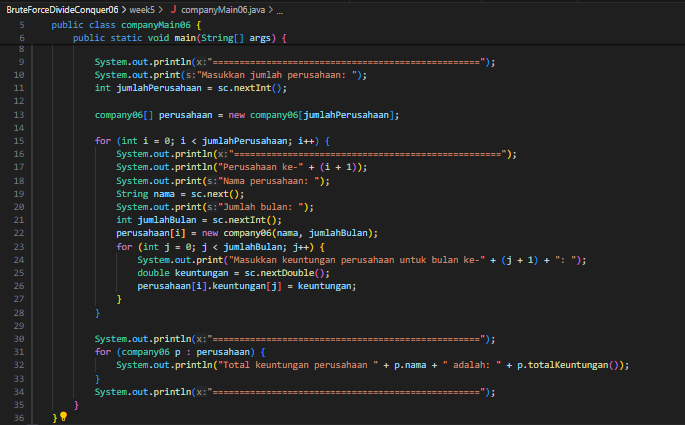 BruteForceDivideConquer06 > week5 > J companyMain06.java > ...
5 public class companyMain06 {
6 public static void main(String[] args) {
8
9 System.out.println(x:"==================================================");
10 System.out.print(s:"Masukkan jumlah perusahaan: ");
11 int jumlahPerusahaan = sc.nextInt();
12
13 company06[] perusahaan = new company06[jumlahPerusahaan];
14
15 for (int i = 0; i < jumlahPerusahaan; i++) {
16 System.out.println(x:"==================================================");
17 System.out.println("Perusahaan ke-" + (i + 1));
18 System.out.print(s:"Nama perusahaan: ");
19 String nama = sc.next();
20 System.out.print(s:"Jumlah bulan: ");
21 int jumlahBulan = sc.nextInt();
22 perusahaan[i] = new company06(nama, jumlahBulan);
23 for (int j = 0; j < jumlahBulan; j++) {
24 System.out.print("Masukkan keuntungan perusahaan untuk bulan ke-" + (j + 1) + ": ");
25 double keuntungan = sc.nextDouble();
26 perusahaan[i].keuntungan[j] = keuntungan;
27 }
28 }
29
30 System.out.println(x:"==================================================");
31 for (company06 p : perusahaan) {
32 System.out.println("Total keuntungan perusahaan " + p.nama + " adalah: " + p.totalKeuntungan());
33 }
34 System.out.println(x:"==================================================");
35 }
36 }